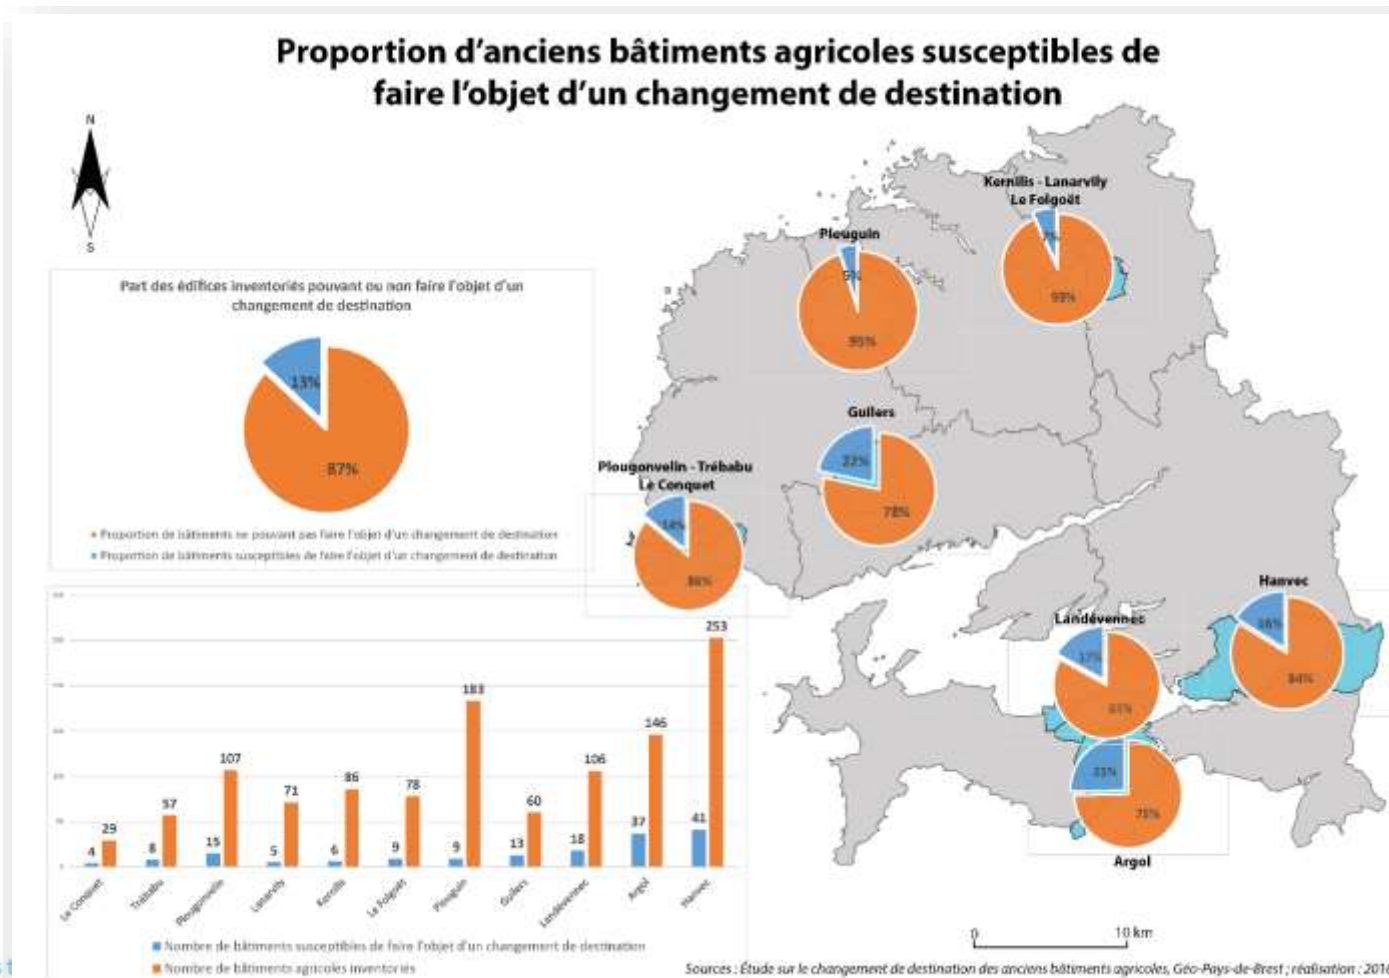 Proportion d'anciens bâtiments agricoles susceptibles de
faire l'objet d'un changement de destination
N
S
Part des édifices inventoriés pouvant ou non faire l'objet d'un
changement de destination
13%
87%
Proportion de bâtiments ne pouvant pas faire l'objet d'un changement de destination
Proportion de bâtiments susceptibles de faire l'objet d'un changement de destination
Kernilis - Lanarvily
Le Folgoët
7%
93%
Plouguin
5%
95%
Guilers
22%
78%
Plougonvelin - Trébabu
Le Conquet
14%
86%
Hanvec
16%
84%
Landévennec
17%
Argol
4
29
8
57
15
107
5
71
6
86
9
78
9
183
13
60
18
106
37
146
41
253
Le Conquet
Trébabu
Plougonvelin
Lanarvily
Kernilis
Le Folgoët
Plouguin
Guilers
Landévennec
Argol
Hanvec
Nombre de bâtiments susceptibles de faire l'objet d'un changement de destination
Nombre de bâtiments agricoles inventoriés
0
10 km
Sources : Étude sur le changement de destination des anciens bâtiments agricoles, Géo-Pays-de-Brest ; réalisation :